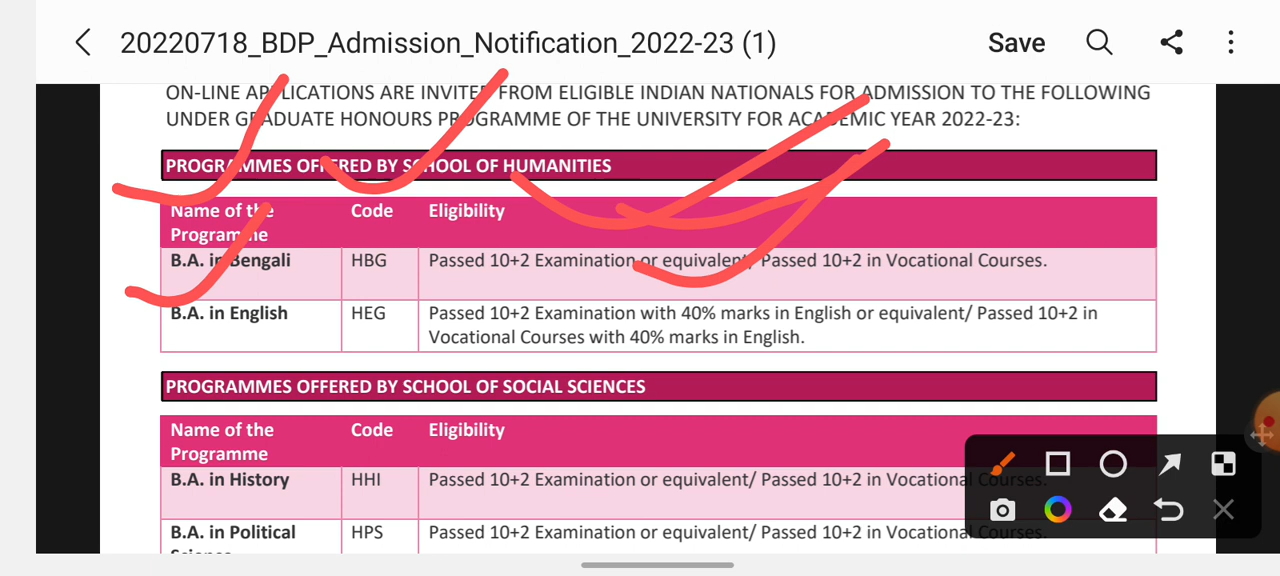 20220718_BDP_Admission_Notification_2022-23 (1)
Save
ON-LINE APPLICATIONS ARE INVITED FROM ELIGIBLE INDIAN NATIONALS FOR ADMISSION TO THE FOLLOWING
UNDER GRADUATE HONOURS PROGRAMME OF THE UNIVERSITY FOR ACADEMIC YEAR 2022-23:
PROGRAMMES OFFERED BY SCHOOL OF HUMANITIES
Name of the Programme Code Eligibility
B.A. in Bengali HBG Passed 10+2 Examination or equivalent/ Passed 10+2 in Vocational Courses.
B.A. in English HEG Passed 10+2 Examination with 40% marks in English or equivalent/ Passed 10+2 in
Vocational Courses with 40% marks in English.
PROGRAMMES OFFERED BY SCHOOL OF SOCIAL SCIENCES
Name of the Programme Code Eligibility
B.A. in History HHI Passed 10+2 Examination or equivalent/ Passed 10+2 in Vocational Courses.
B.A. in Political HPS Passed 10+2 Examination or equivalent/ Passed 10+2 in Vocational Courses.